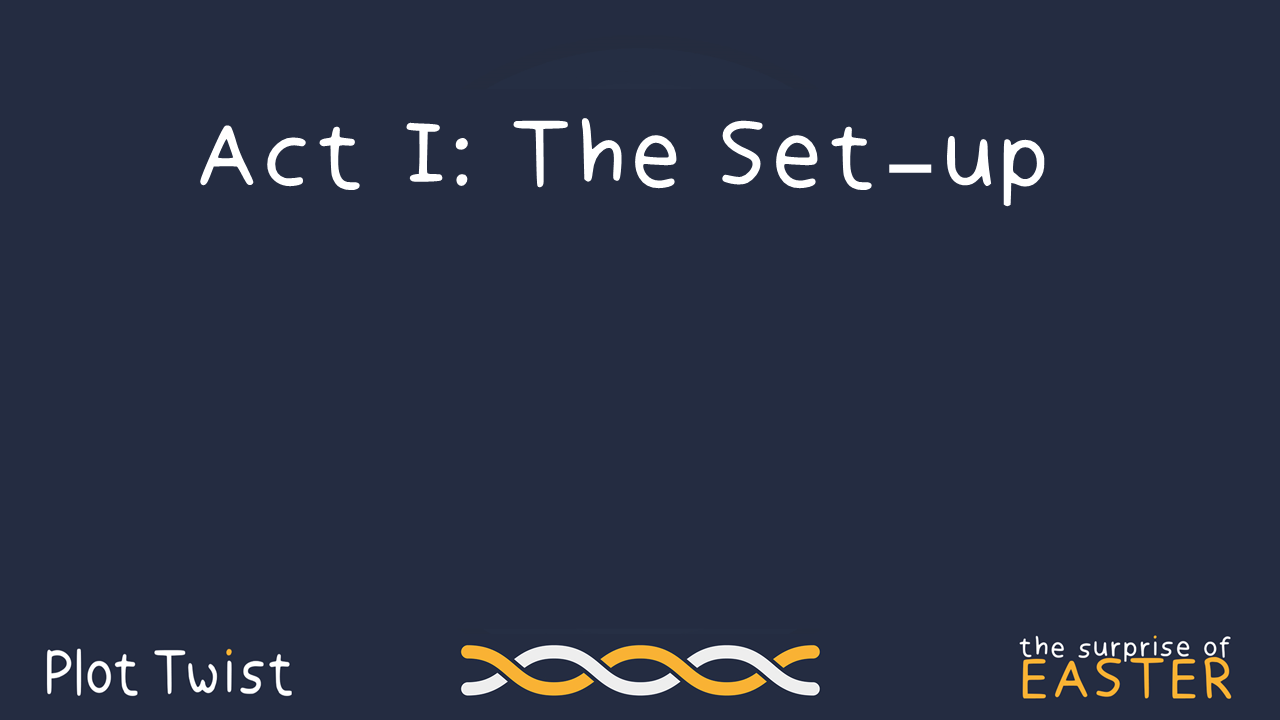 Act I: The Set-up
Plot Twist
the surprise of
EASTER